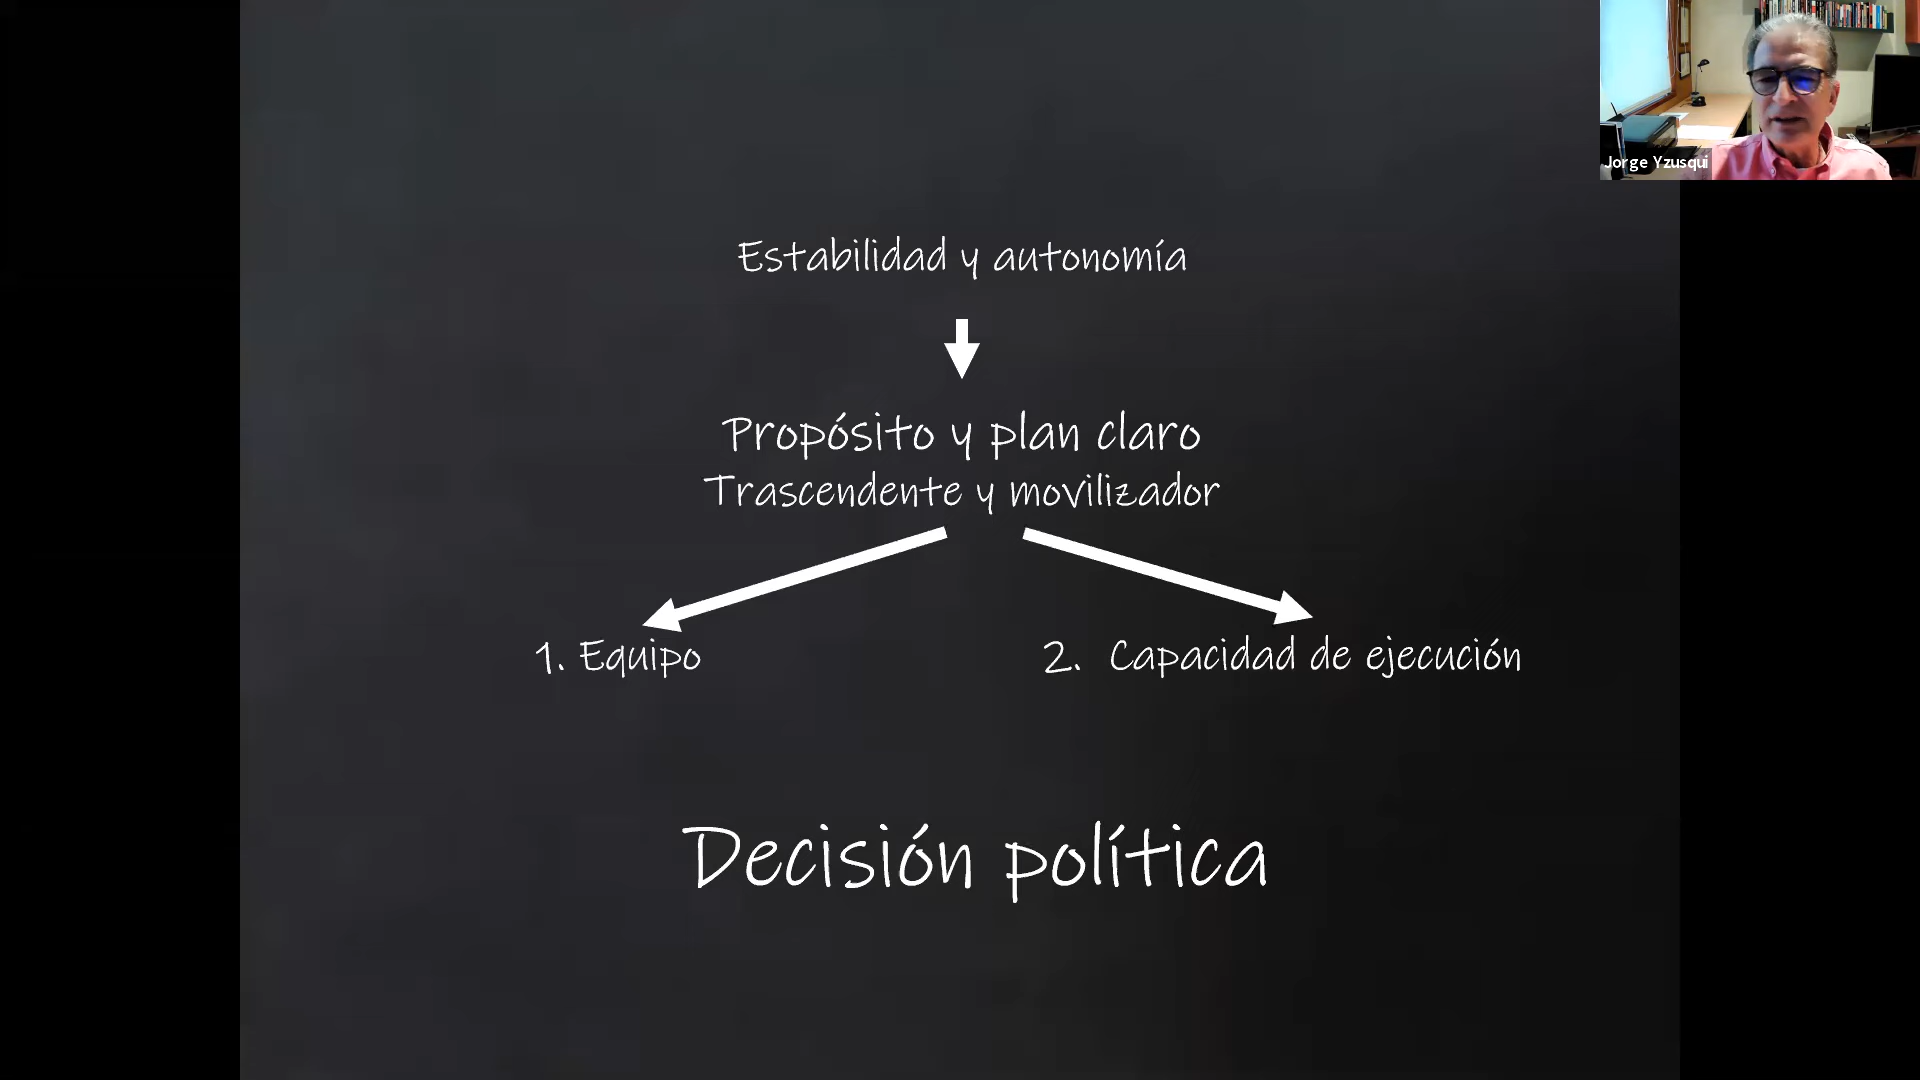 Jorge Yzusqui
Estabilidad y autonomía
Propósito y plan claro
Trascendente y movilizador
1. Equipo
2. Capacidad de ejecución
Decisión política